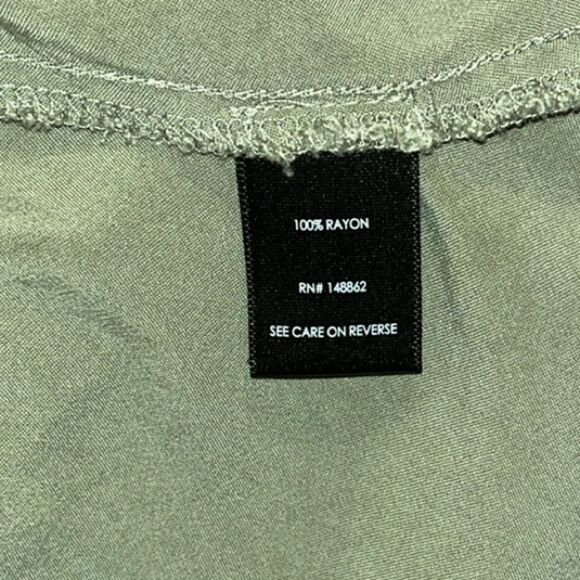 100% RAYON
RN# 148862
SEE CARE ON REVERSE